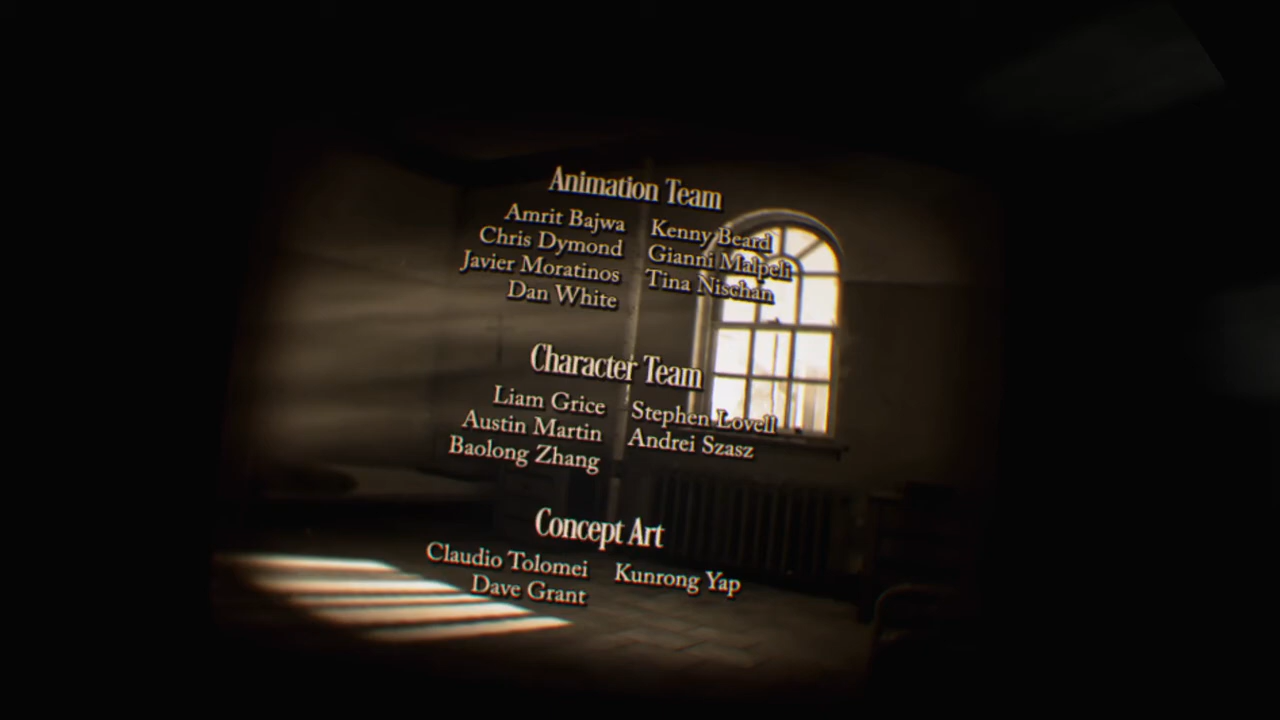 Animation Team
Amrit Bajwa Kenny Beard
Chris Dymond Gianni Malpeli
Javier Moratinos Tina Nischan
Dan White
Character Team
Liam Grice Stephen Lovell
Austin Martin Andrei Szasz
Baolong Zhang
Concept Art
Claudio Tolomei Kunrong Yap
Dave Grant